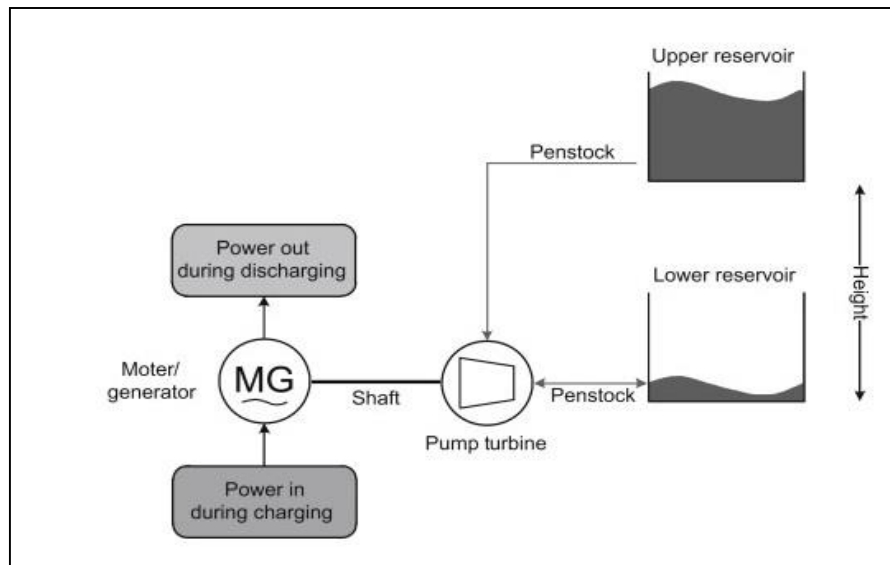 Upper reservoir
Penstock
Power out
during discharging
Lower reservoir
Height
Moter/
generator
MG
Shaft
Penstock
Pump turbine
Power in
during charging